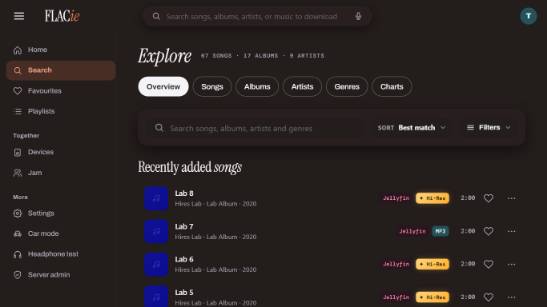 FLACie
Search songs, albums, artists, or music to download
T
Home
Search
Favourites
Playlists
Together
Devices
Jam
More
Settings
Car mode
Headphone test
Server admin
Explore
67 SONGS · 17 ALBUMS · 9 ARTISTS
Overview Songs Albums Artists Genres Charts
Search songs, albums, artists and genres
SORT Best match
Filters
Recently added songs
Lab 8
Hires Lab · Lab Album · 2020
Jellyfin Hi-Res 2:00
Lab 7
Hires Lab · Lab Album · 2020
Jellyfin MP3 2:00
Lab 6
Hires Lab · Lab Album · 2020
Jellyfin Hi-Res 2:00
Lab 5
Hires Lab · Lab Album · 2020
Jellyfin Hi-Res 2:00